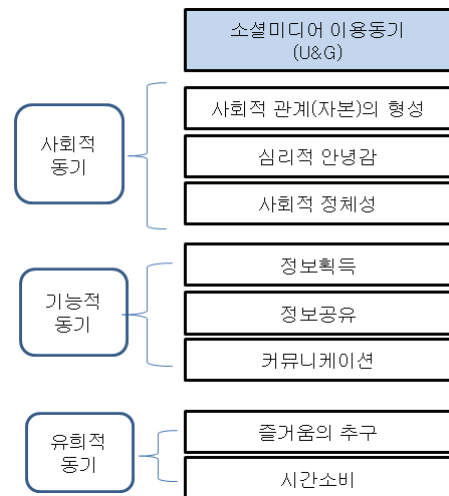 소셜미디어 이용동기
(U&G)
사회적
동기
사회적 관계(자본)의 형성
심리적 안녕감
사회적 정체성
기능적
동기
정보획득
정보공유
커뮤니케이션
유희적
동기
즐거움의 추구
시간소비